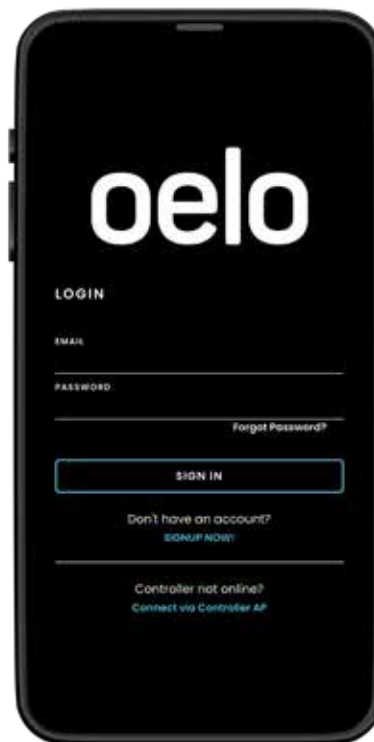 oelo
LOGIN
EMAIL
PASSWORD
Forgot Password?
SIGN IN
Don't have an account?
SIGNUP NOW!
Controller not online?
Connect via Controller AP